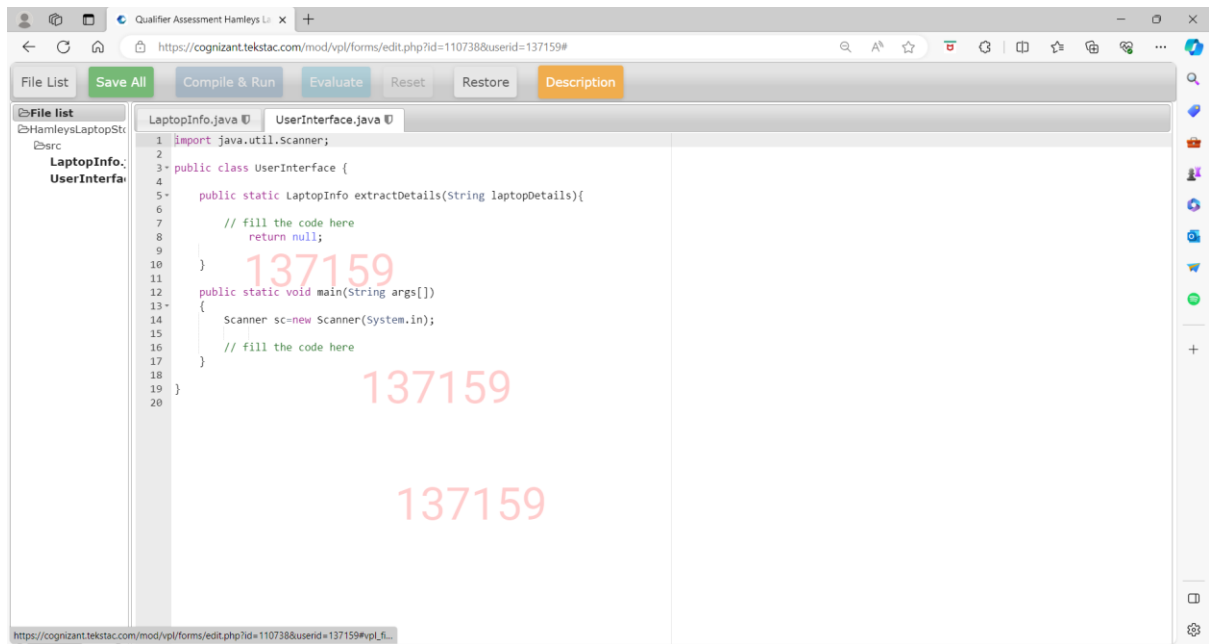 Qualifier Assessment Hamleys La
https://cognizant.tekstac.com/mod/vpl/forms/edit.php?id=110738&userid=137159#
File List
Save All
Compile & Run
Evaluate
Reset
Restore
Description
File list
HamleysLaptopSto
src
LaptopInfo.j
UserInterfa
LaptopInfo.java
UserInterface.java
1 import java.util.Scanner;
2
3 public class UserInterface {
4
5 public static LaptopInfo extractDetails(String laptopDetails){
6
7 // fill the code here
8 return null;
9
10 }
11
12 public static void main(String args[])
13 {
14 Scanner sc=new Scanner(System.in);
15
16 // fill the code here
17 }
18
19 }
20
137159
137159
137159
https://cognizant.tekstac.com/mod/vpl/forms/edit.php?id=110738&userid=137159#vpl_fi...